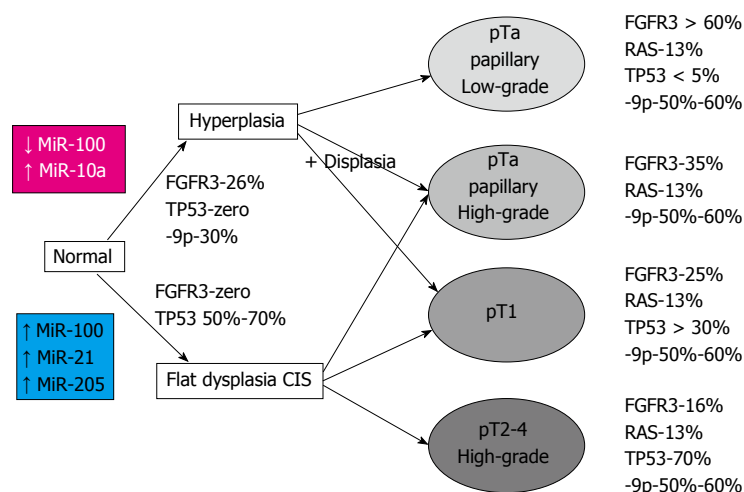 pTa
papillary
Low-grade
FGFR3 > 60%
RAS-13%
TP53 < 5%
-9p-50%-60%
Hyperplasia
↓ MiR-100
↑ MiR-10a
+ Displasia
pTa
papillary
High-grade
FGFR3-35%
RAS-13%
-9p-50%-60%
FGFR3-26%
TP53-zero
-9p-30%
Normal
FGFR3-zero
TP53 50%-70%
pT1
FGFR3-25%
RAS-13%
TP53 > 30%
-9p-50%-60%
↑ MiR-100
↑ MiR-21
↑ MiR-205
Flat dysplasia CIS
pT2-4
High-grade
FGFR3-16%
RAS-13%
TP53-70%
-9p-50%-60%